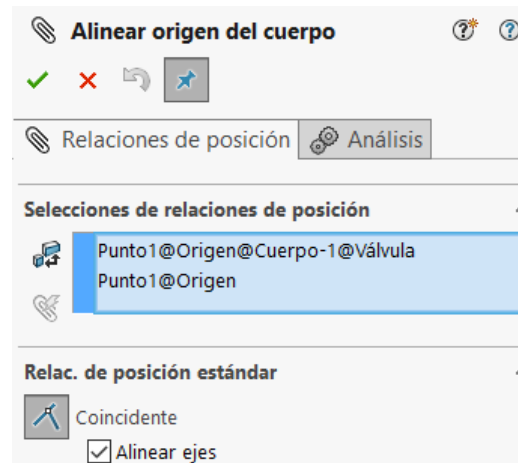 Alinear origen del cuerpo
Relaciones de posición Análisis
Selecciones de relaciones de posición
Punto1@Origen@Cuerpo-1@Válvula
Punto1@Origen
Relac. de posición estándar
Coincidente
Alinear ejes